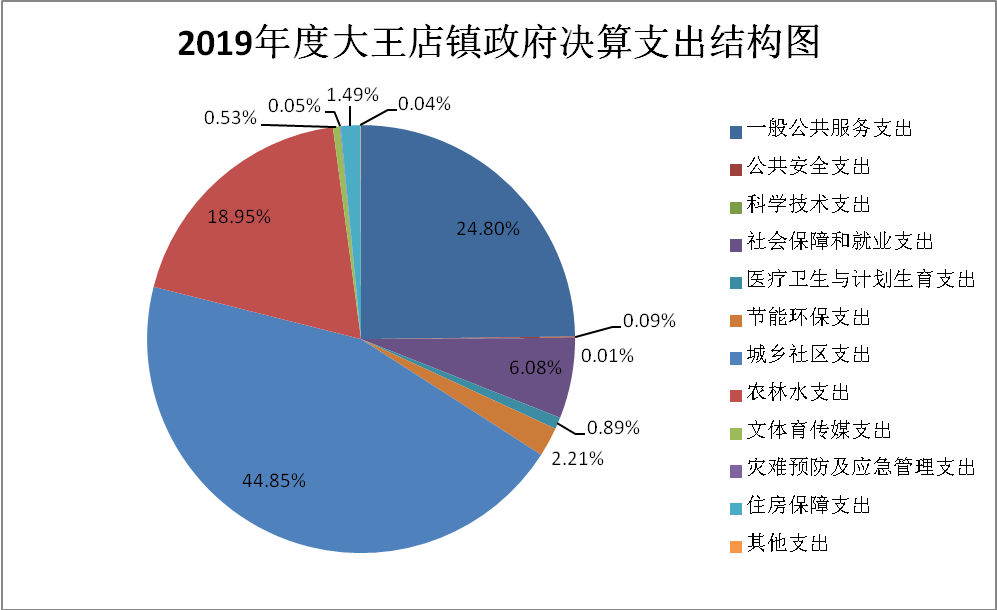 2019年度大王店镇政府决算支出结构图
1.49%
0.04%
0.05%
0.53%
18.95%
24.80%
0.09%
0.01%
6.08%
0.89%
2.21%
44.85%
一般公共服务支出
公共安全支出
科学技术支出
社会保障和就业支出
医疗卫生与计划生育支出
节能环保支出
城乡社区支出
农林水支出
文体育传媒支出
灾难预防及应急管理支出
住房保障支出
其他支出